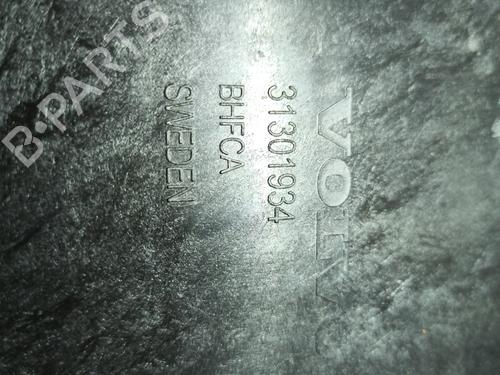 VOLVO
31301934
BHFCA
SWEDEN
B-PARTS